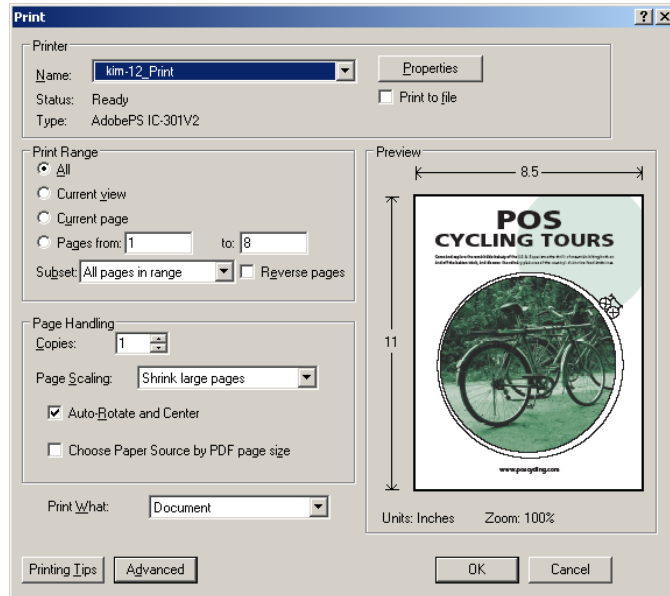 Print
Printer
Name: kim-12_Print
Properties
Status: Ready
Print to file
Type: AdobePS IC-301V2
Print Range
All
Current view
Current page
Pages from: 1 to: 8
Subset: All pages in range
Reverse pages
Page Handling
Copies: 1
Page Scaling: Shrink large pages
Auto-Rotate and Center
Choose Paper Source by PDF page size
Print What: Document
Preview
8.5
11
POS
CYCLING TOURS
www.poscycling.com
Units: Inches Zoom: 100%
Printing Tips
Advanced
OK
Cancel